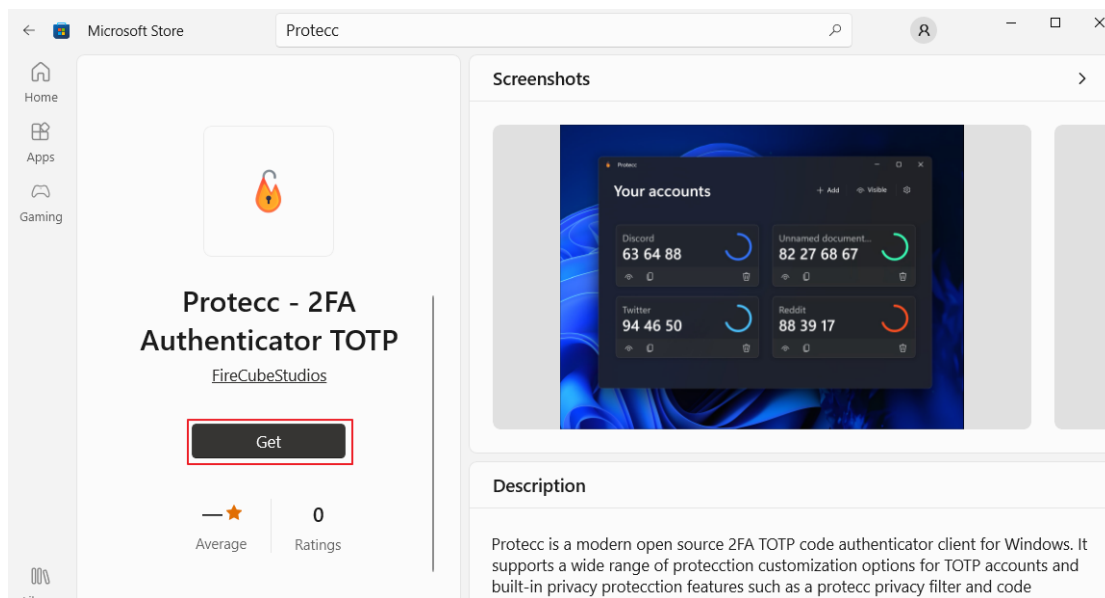 Microsoft Store
Protecc
Home
Apps
Gaming
Protecc - 2FA
Authenticator TOTP
FireCubeStudios
Get
—
0
Average
Ratings
Screenshots
Protecc
Your accounts
+ Add
Visible
Discord
63 64 88
Unnamed document...
82 27 68 67
Twitter
94 46 50
Reddit
88 39 17
Description
Protecc is a modern open source 2FA TOTP code authenticator client for Windows. It
supports a wide range of protecction customization options for TOTP accounts and
built-in privacy protecction features such as a protecc privacy filter and code